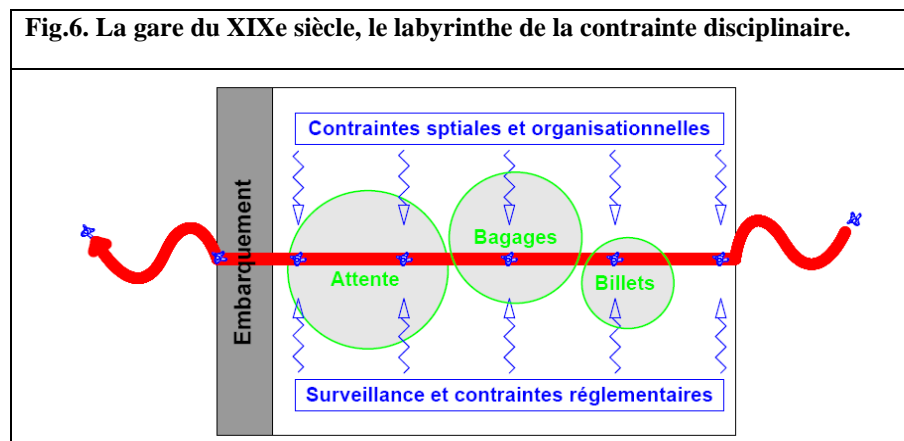 Fig.6. La gare du XIXe siècle, le labyrinthe de la contrainte disciplinaire.
Contraintes sptiales et organisationnelles
Embarquement
Bagages
Attente
Billets
Surveillance et contraintes réglementaires